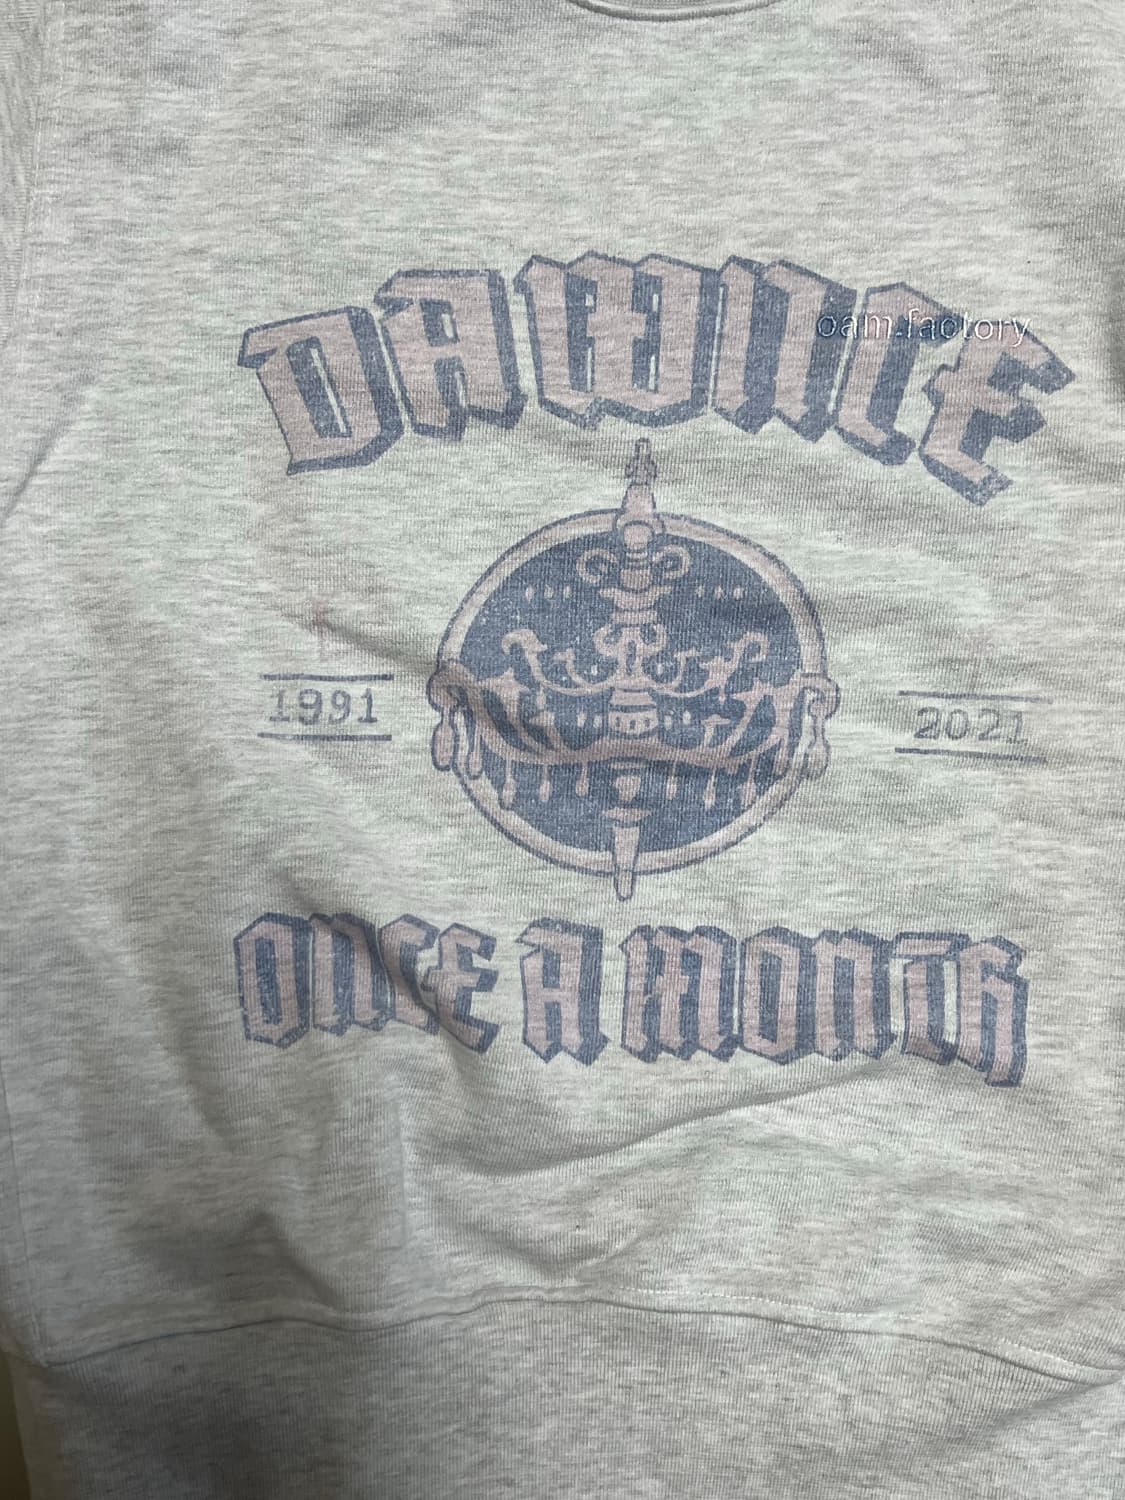 DAWNCE
oam.factory
1991
2021
ONCE A MONTH